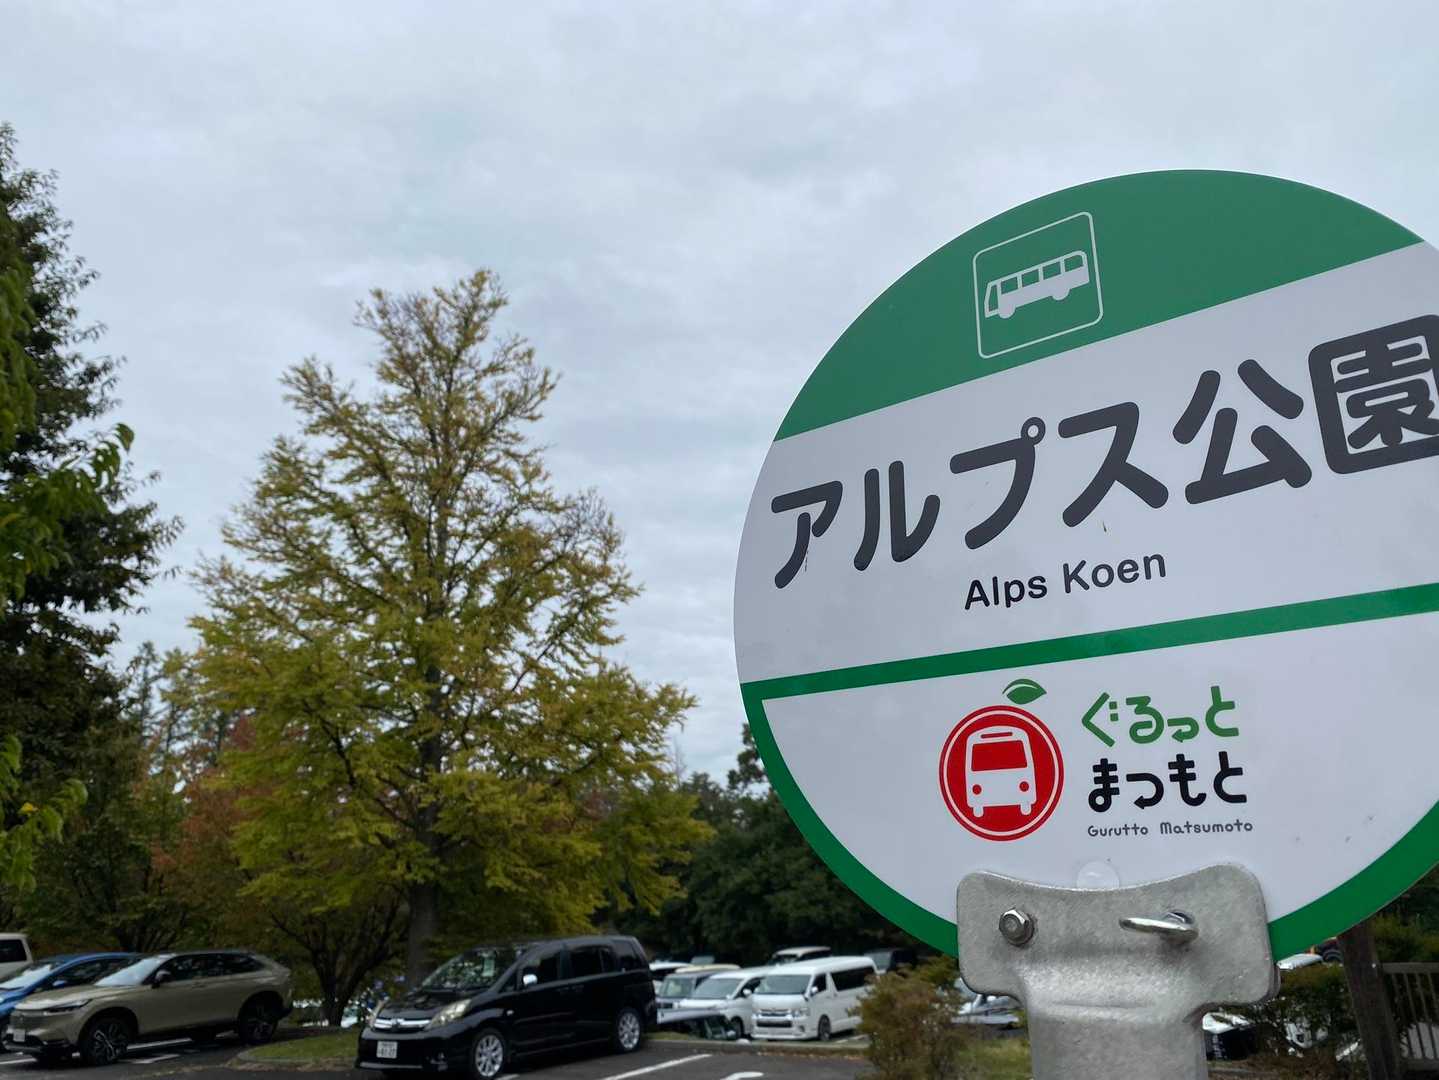 アルプス公園
Alps Koen
ぐるっと
まつもと
Gurutto Matsumoto